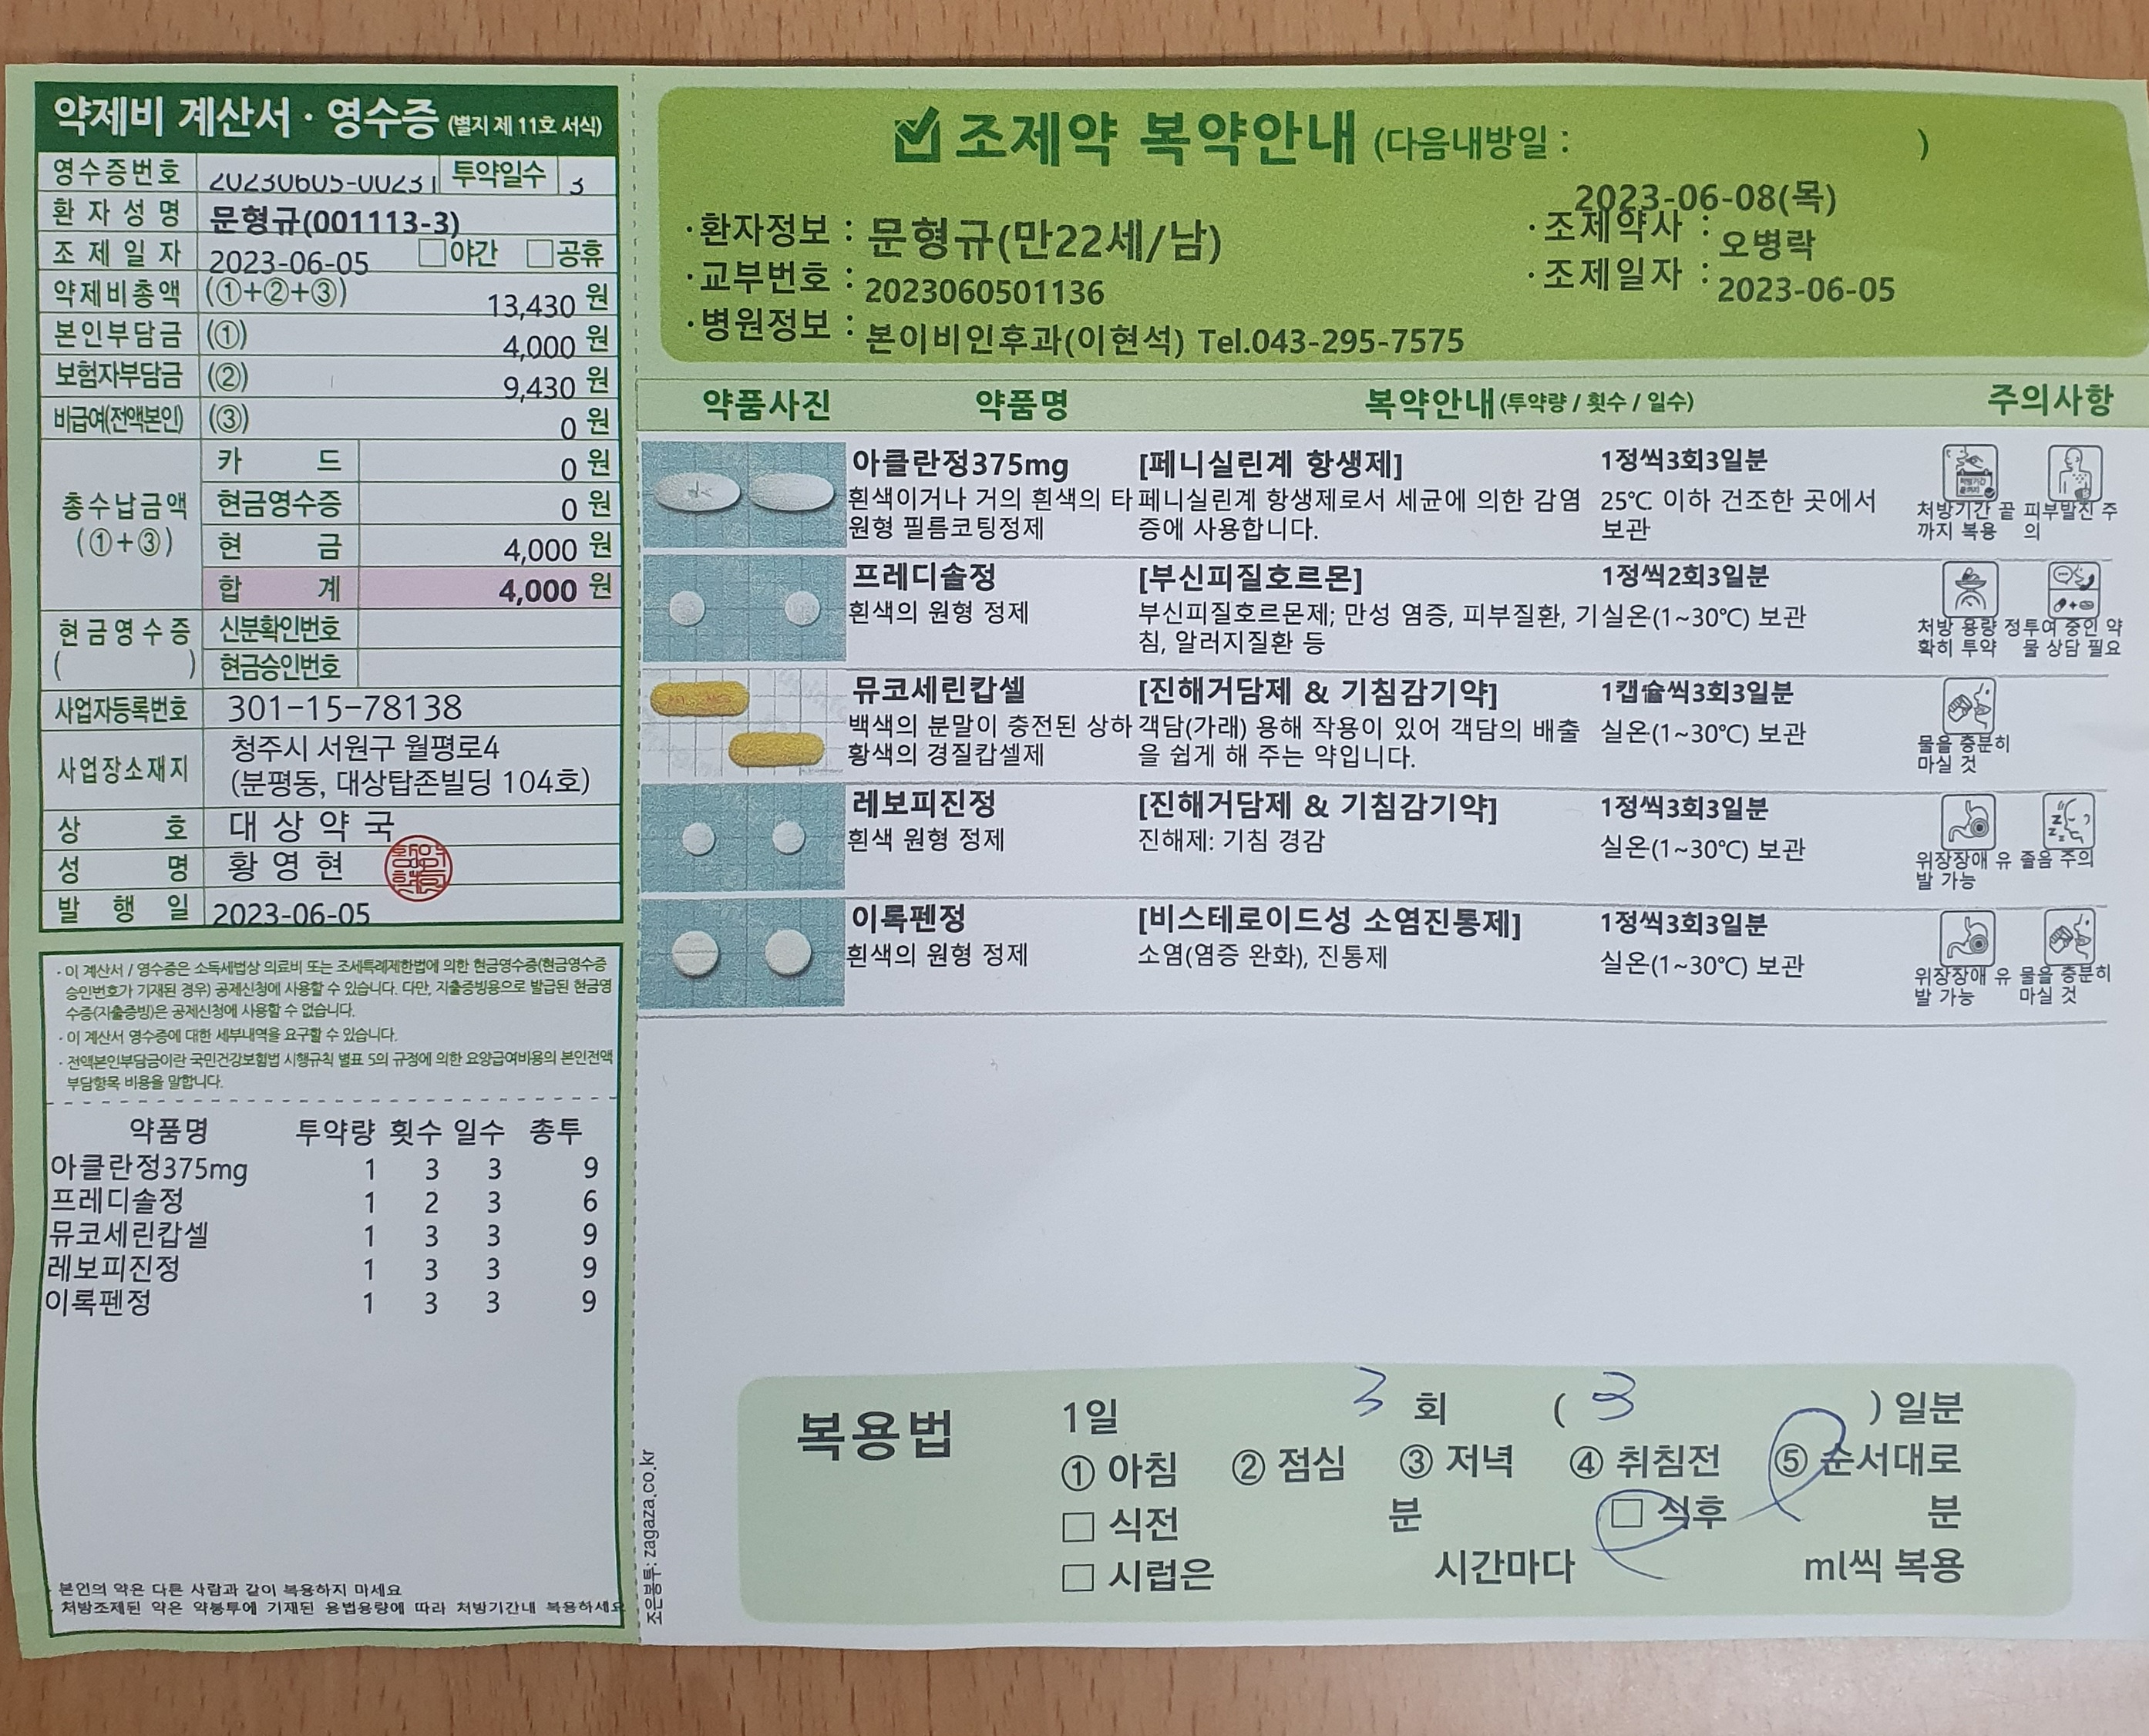 약제비 계산서 · 영수증 (별지 제 11호 서식)
영수증번호 20230605-00231 투약일수 3
환자성명 문형규(001113-3)
조제일자 2023-06-05 □야간 □공휴
약제비총액 (①+②+③) 13,430 원
본인부담금 (①) 4,000 원
보험자부담금 (②) 9,430 원
비급여(전액본인) (③) 0 원
총수납금액 (①+③)
카 드 0 원
현금영수증 0 원
현 금 4,000 원
합 계 4,000 원
현금영수증 ( )
신분확인번호
현금승인번호
사업자등록번호 301-15-78138
사업장소재지 청주시 서원구 월평로4
(분평동, 대상탑존빌딩 104호)
상 호 대상약국
성 명 황영현
발 행 일 2023-06-05
· 이 계산서 / 영수증은 소득세법상 의료비 또는 조세특례제한법에 의한 현금영수증(현금영수증
승인번호가 기재된 경우) 공제신청에 사용할 수 있습니다. 다만, 지출증빙용으로 발급된 현금영
수증(지출증빙)은 공제신청에 사용할 수 없습니다.
· 이 계산서 영수증에 대한 세부내역을 요구할 수 있습니다.
· 전액본인부담금이란 국민건강보험법 시행규칙 별표 5의 규정에 의한 요양급여비용의 본인전액
부담항목 비용을 말합니다.
약품명 투약량 횟수 일수 총투
아클란정375mg 1 3 3 9
프레디솔정 1 2 3 6
뮤코세린캅셀 1 3 3 9
레보피진정 1 3 3 9
이록펜정 1 3 3 9
본인의 약은 다른 사람과 같이 복용하지 마세요
처방조제된 약은 약봉투에 기재된 용법용량에 따라 처방기간내 복용하세요
조은봉투: zagaza.co.kr
조제약 복약안내 (다음내방일 : )
2023-06-08(목)
· 환자정보 : 문형규(만22세/남) · 조제약사 : 오병락
· 교부번호 : 2023060501136 · 조제일자 : 2023-06-05
· 병원정보 : 본이비인후과(이현석) Tel.043-295-7575
약품사진 약품명 복약안내(투약량 / 횟수 / 일수) 주의사항
아클란정375mg [페니실린계 항생제] 1정씩3회3일분
흰색이거나 거의 흰색의 타 페니실린계 항생제로서 세균에 의한 감염 25℃ 이하 건조한 곳에서
원형 필름코팅정제 증에 사용합니다. 보관
처방기간 끝 피부발진 주
까지 복용 의
프레디솔정 [부신피질호르몬] 1정씩2회3일분
흰색의 원형 정제 부신피질호르몬제; 만성 염증, 피부질환, 기 실온(1~30℃) 보관
침, 알러지질환 등
처방 용량 정 투여 중인 약
확히 투약 물 상담 필요
뮤코세린캅셀 [진해거담제 & 기침감기약] 1캡슐씩3회3일분
백색의 분말이 충전된 상하 객담(가래) 용해 작용이 있어 객담의 배출 실온(1~30℃) 보관
황색의 경질캅셀제 을 쉽게 해 주는 약입니다.
물을 충분히
마실 것
레보피진정 [진해거담제 & 기침감기약] 1정씩3회3일분
흰색 원형 정제 진해제: 기침 경감 실온(1~30℃) 보관
위장장애 유 졸음 주의
발 가능
이록펜정 [비스테로이드성 소염진통제] 1정씩3회3일분
흰색의 원형 정제 소염(염증 완화), 진통제 실온(1~30℃) 보관
위장장애 유 물을 충분히
발 가능 마실 것
복용법 1일 3 회 ( 3 ) 일분
① 아침 ② 점심 ③ 저녁 ④ 취침전 ⑤ 순서대로
□ 식전 분 □ 식후 분
□ 시럽은 시간마다 ml씩 복용